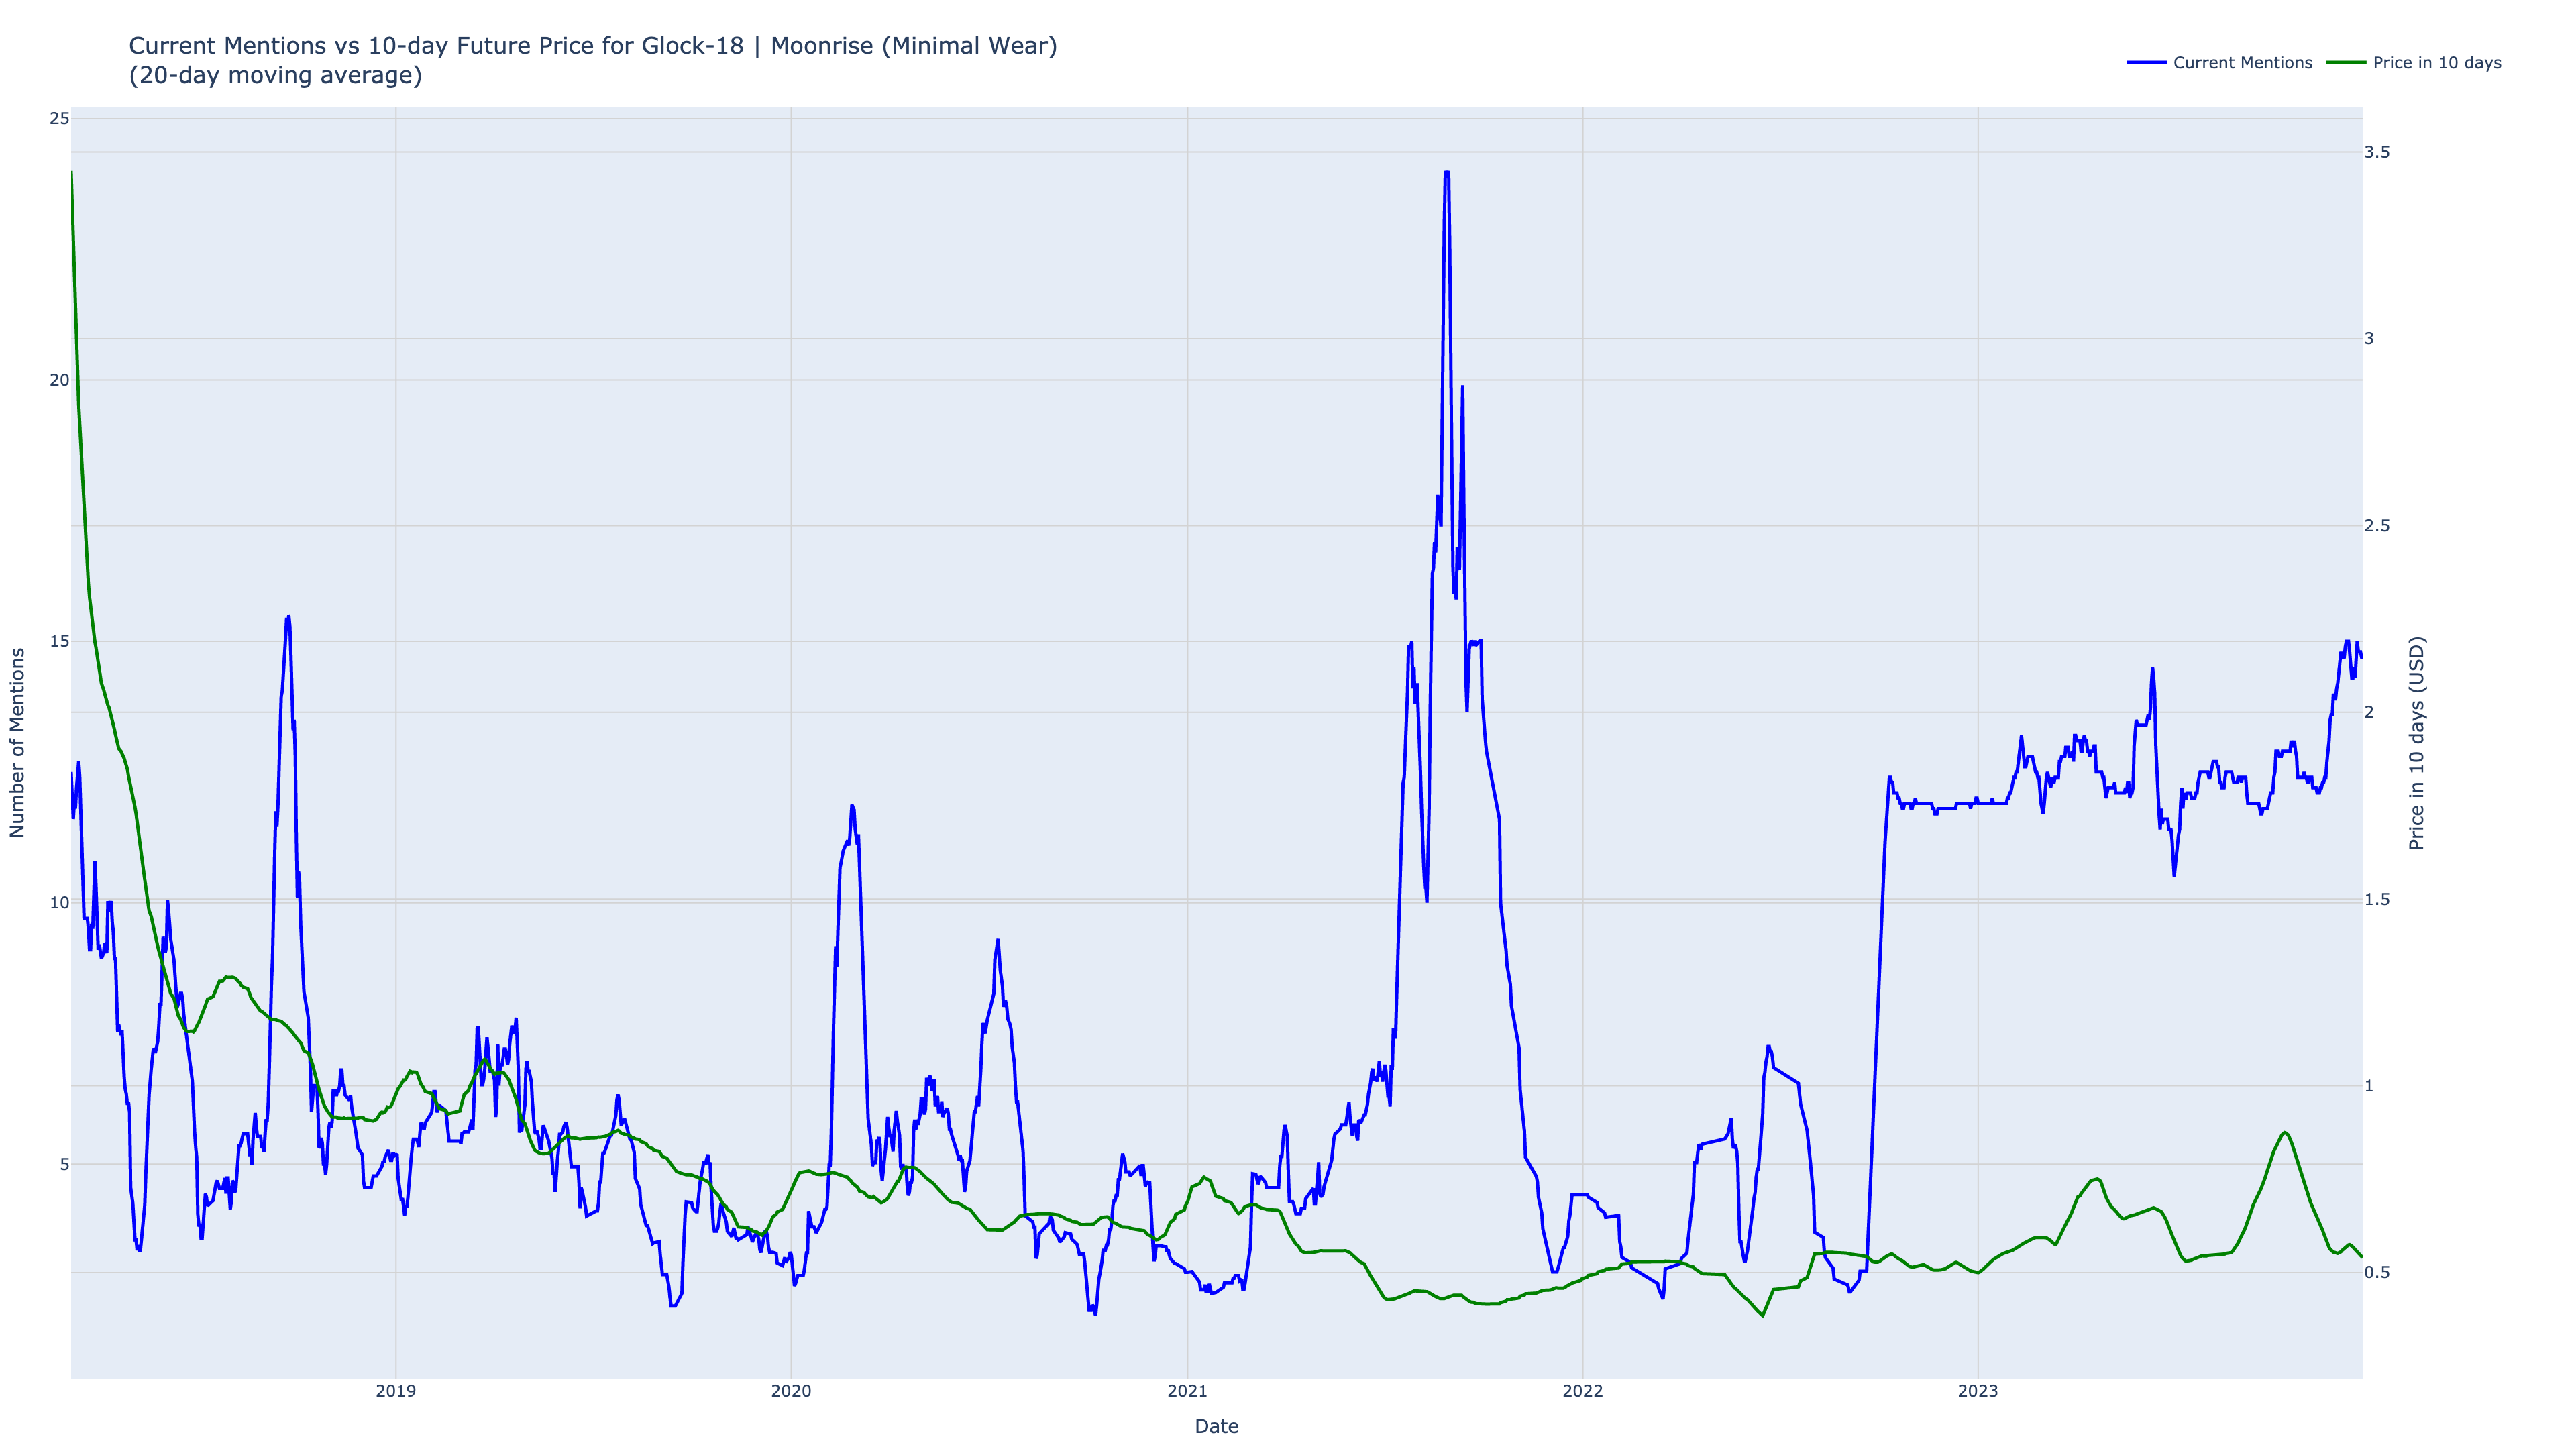 Current Mentions vs 10-day Future Price for Glock-18 | Moonrise (Minimal Wear)
(20-day moving average)
Current Mentions
Price in 10 days
25
20
15
10
5
Number of Mentions
3.5
3
2.5
2
1.5
1
0.5
Price in 10 days (USD)
2019
2020
2021
2022
2023
Date